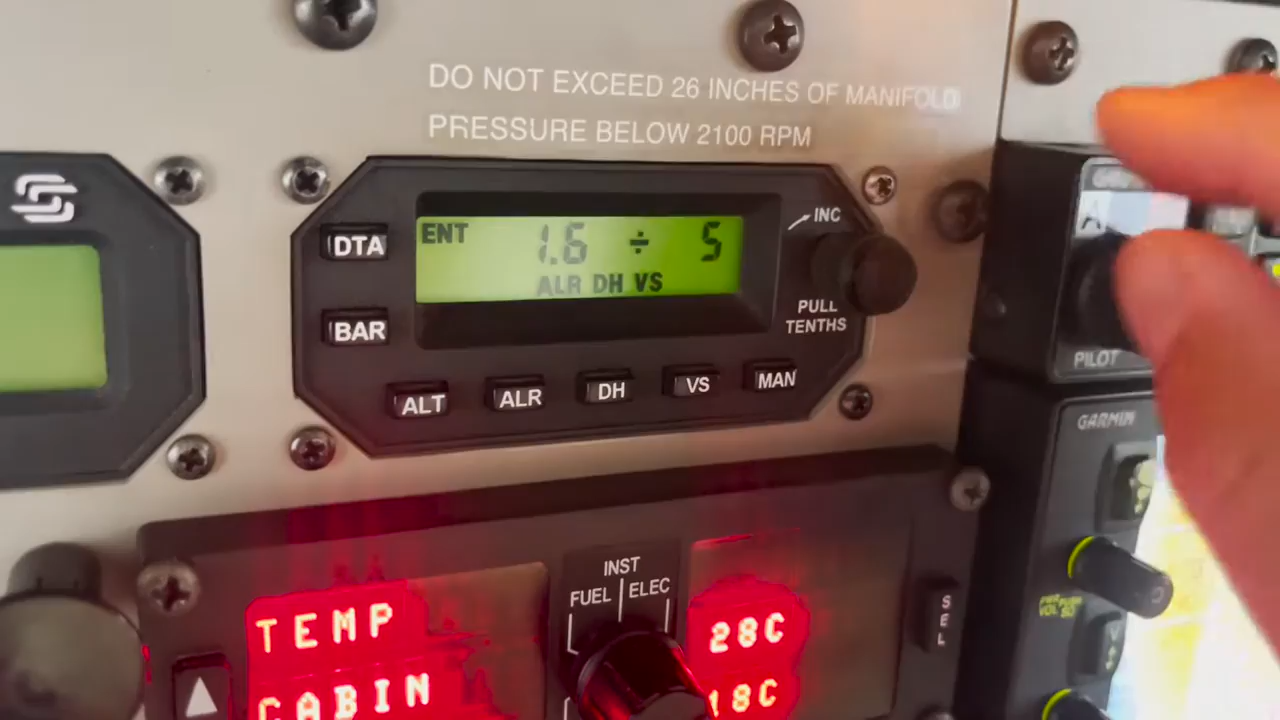 DO NOT EXCEED 26 INCHES OF MANIFOLD
PRESSURE BELOW 2100 RPM
DTA
ENT 1.6 ÷ 5
ALR DH VS
INC
BAR
PULL
TENTHS
ALT
ALR
DH
VS
MAN
PILOT
GARMIN
INST
FUEL
ELEC
TEMP
28C
CABIN
18C
SEL